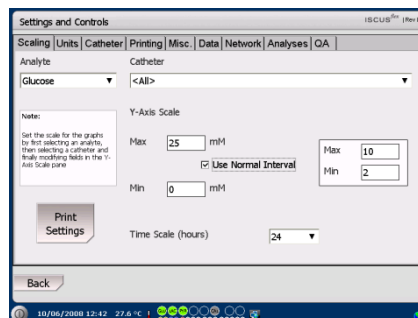 Settings and Controls
ISCUSflex |Rev
Scaling Units Catheter Printing Misc. Data Network Analyses QA
Analyte Catheter
Glucose <All>
Note:
Set the scale for the graphs
by first selecting an analyte,
then selecting a catheter and
finally modifying fields in the Y-
Axis Scale pane
Y-Axis Scale
Max 25 mM
Use Normal Interval
Min 0 mM
Max 10
Min 2
Print
Settings
Time Scale (hours) 24
Back
10/06/2008 12:42 27.6 °C